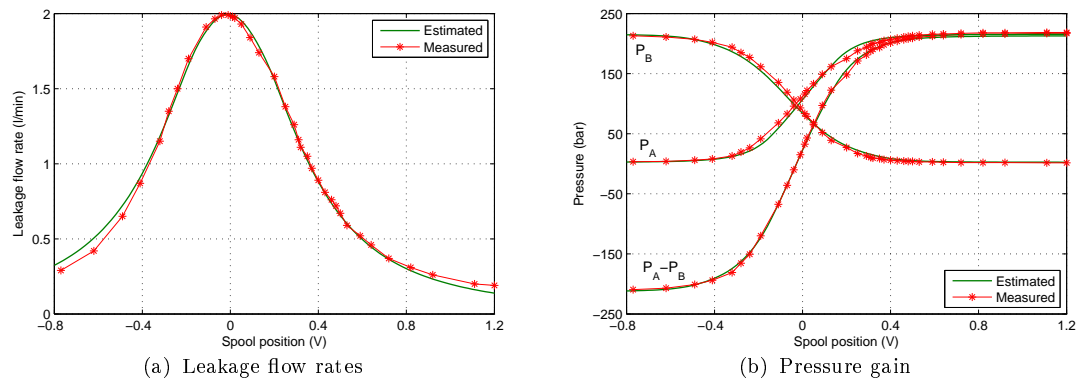 2
1.5
1
0.5
0
−0.8
−0.4
0
0.4
0.8
1.2
Leakage flow rate (l/min)
Spool position (V)
Estimated
Measured
(a) Leakage flow rates
250
150
50
−50
−150
−250
−0.8
−0.4
0
0.4
0.8
1.2
Pressure (bar)
Spool position (V)
P_B
P_A
P_A−P_B
Estimated
Measured
(b) Pressure gain